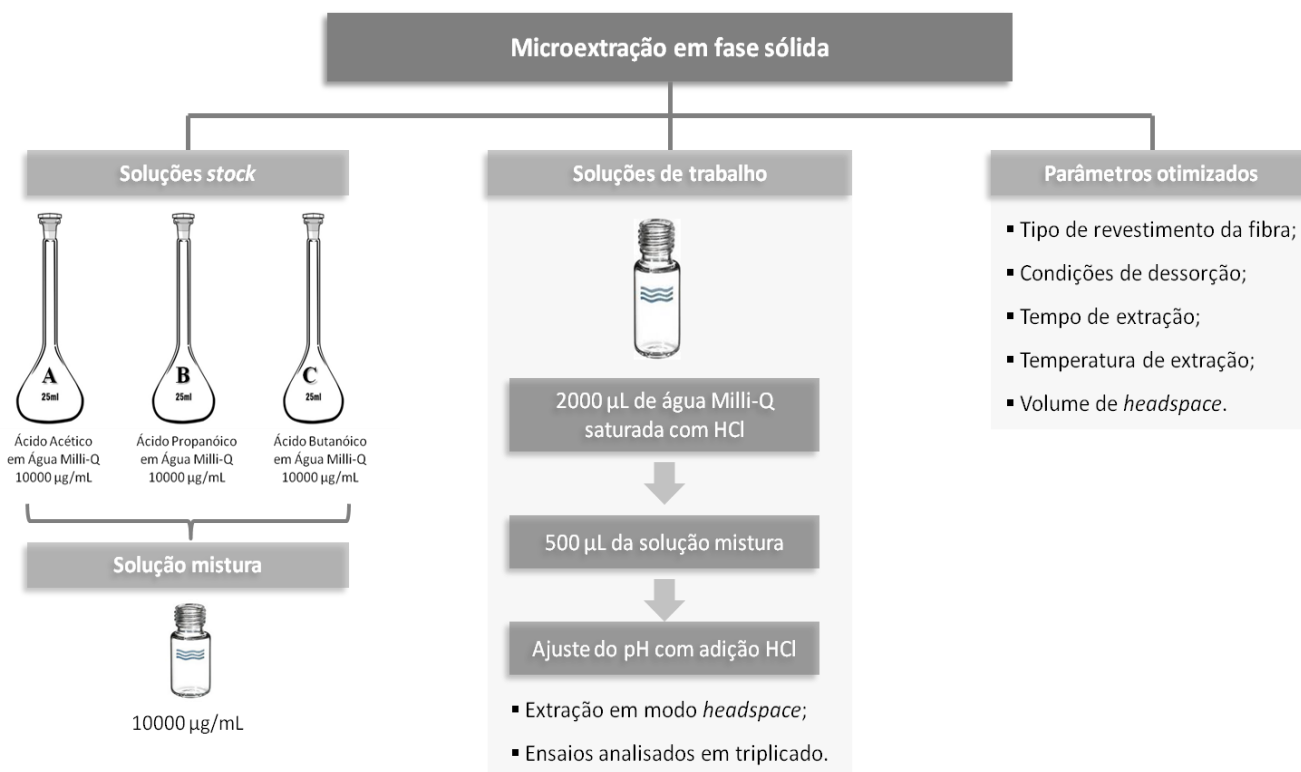 Microextração em fase sólida
Soluções stock
A
25ml
B
25ml
C
25ml
Ácido Acético
em Água Milli-Q
10000 µg/mL
Ácido Propanóico
em Água Milli-Q
10000 µg/mL
Ácido Butanóico
em Água Milli-Q
10000 µg/mL
Solução mistura
10000 µg/mL
Soluções de trabalho
2000 µL de água Milli-Q
saturada com HCl
500 µL da solução mistura
Ajuste do pH com adição HCl
▪ Extração em modo headspace;
▪ Ensaios analisados em triplicado.
Parâmetros otimizados
▪ Tipo de revestimento da fibra;
▪ Condições de dessorção;
▪ Tempo de extração;
▪ Temperatura de extração;
▪ Volume de headspace.